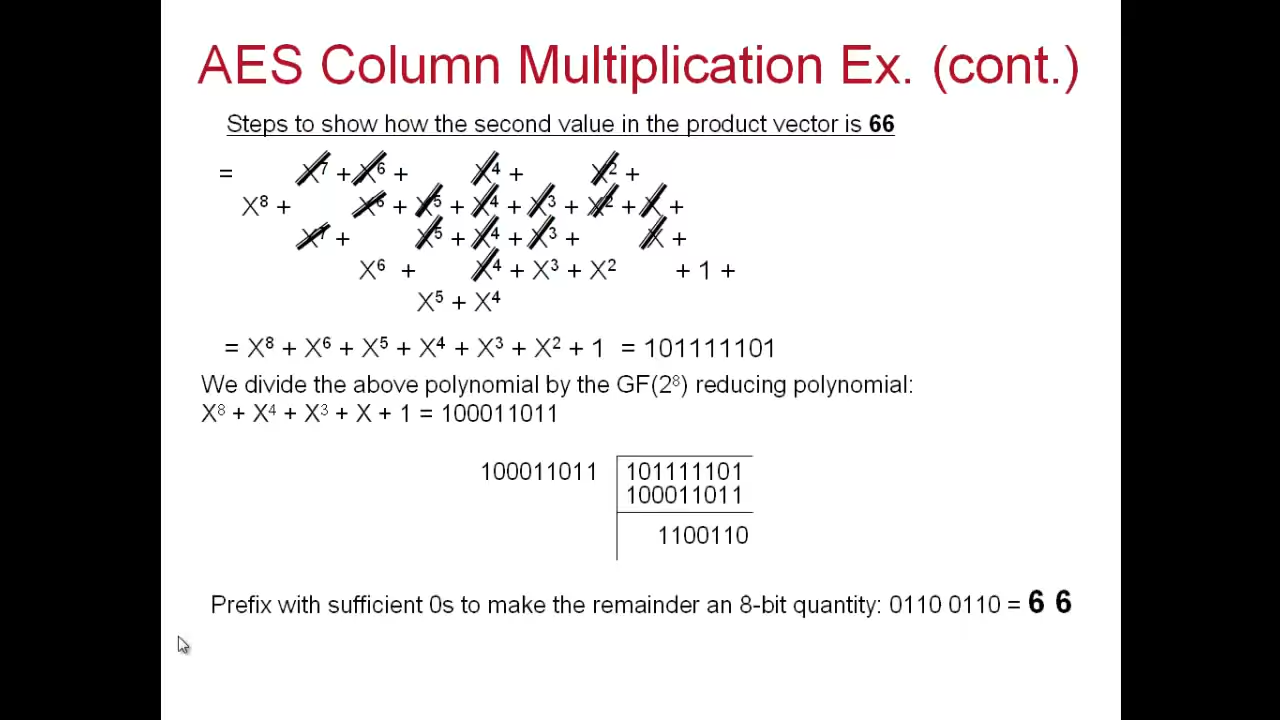 AES Column Multiplication Ex. (cont.)
Steps to show how the second value in the product vector is 66
= X⁷ + X⁶ + X⁴ + X² +
X⁸ + X⁶ + X⁵ + X⁴ + X³ + X² + X +
X⁷ + X⁵ + X⁴ + X³ + X +
X⁶ + X⁴ + X³ + X² + 1 +
X⁵ + X⁴
= X⁸ + X⁶ + X⁵ + X⁴ + X³ + X² + 1 = 101111101
We divide the above polynomial by the GF(2⁸) reducing polynomial:
X⁸ + X⁴ + X³ + X + 1 = 100011011
100011011 101111101
100011011
1100110
Prefix with sufficient 0s to make the remainder an 8-bit quantity: 0110 0110 = 6 6